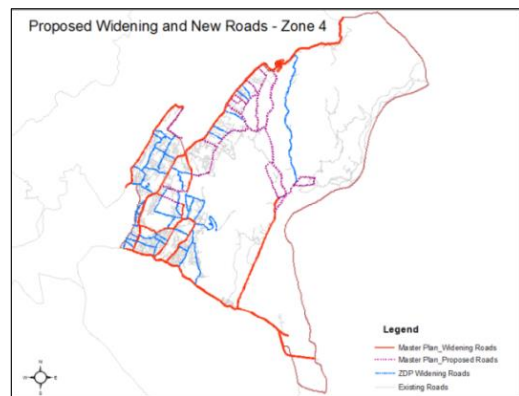 Proposed Widening and New Roads - Zone 4
N
W
E
S
Legend
Master Plan_Widening Roads
Master Plan_Proposed Roads
ZDP Widening Roads
Existing Roads